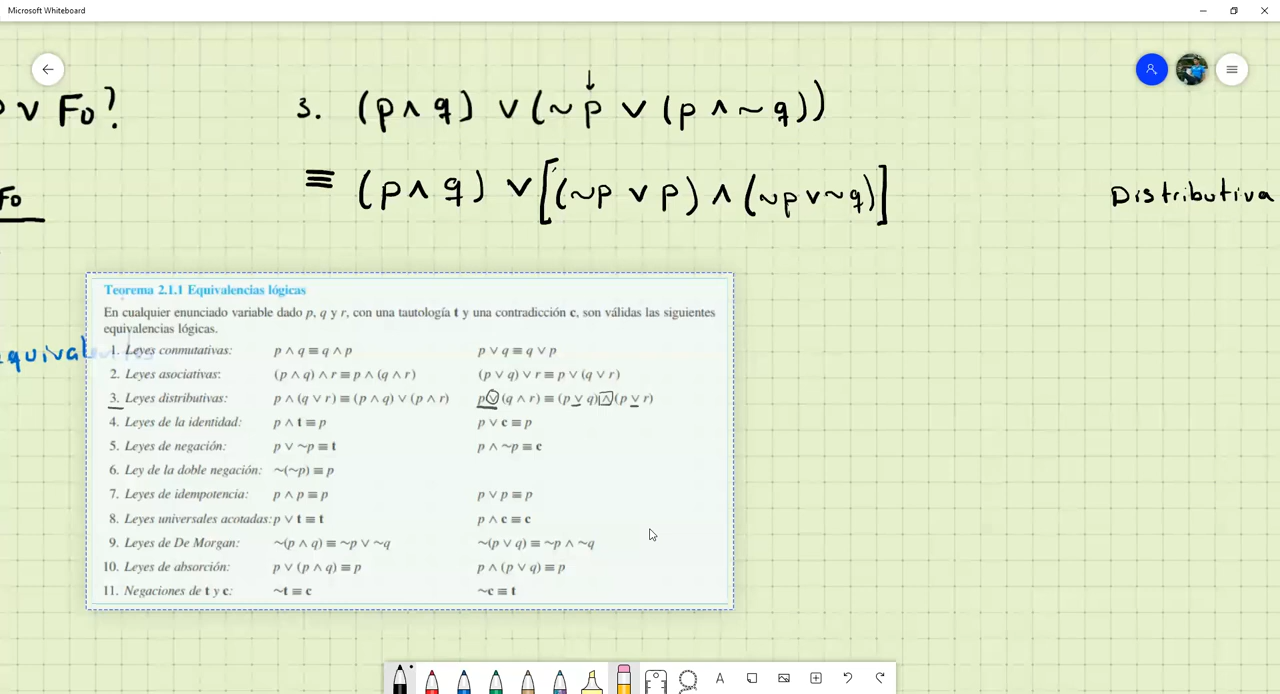 Microsoft Whiteboard
v Fo?
3. (p ∧ q) ∨ (~p ∨ (p ∧ ~q))
≡ (p ∧ q) ∨ [(~p ∨ p) ∧ (~p ∨ ~q)]
Distributiva
Fo
Teorema 2.1.1 Equivalencias lógicas
En cualquier enunciado variable dado p, q y r, con una tautología t y una contradicción c, son válidas las siguientes
equivalencias lógicas.
1. Leyes conmutativas: p ∧ q ≡ q ∧ p p ∨ q ≡ q ∨ p
2. Leyes asociativas: (p ∧ q) ∧ r ≡ p ∧ (q ∧ r) (p ∨ q) ∨ r ≡ p ∨ (q ∨ r)
3. Leyes distributivas: p ∧ (q ∨ r) ≡ (p ∧ q) ∨ (p ∧ r) p ∨ (q ∧ r) ≡ (p ∨ q) ∧ (p ∨ r)
4. Leyes de la identidad: p ∧ t ≡ p p ∨ c ≡ p
5. Leyes de negación: p ∨ ~p ≡ t p ∧ ~p ≡ c
6. Ley de la doble negación: ~(~p) ≡ p
7. Leyes de idempotencia: p ∧ p ≡ p p ∨ p ≡ p
8. Leyes universales acotadas: p ∨ t ≡ t p ∧ c ≡ c
9. Leyes de De Morgan: ~(p ∧ q) ≡ ~p ∨ ~q ~(p ∨ q) ≡ ~p ∧ ~q
10. Leyes de absorción: p ∨ (p ∧ q) ≡ p p ∧ (p ∨ q) ≡ p
11. Negaciones de t y c: ~t ≡ c ~c ≡ t